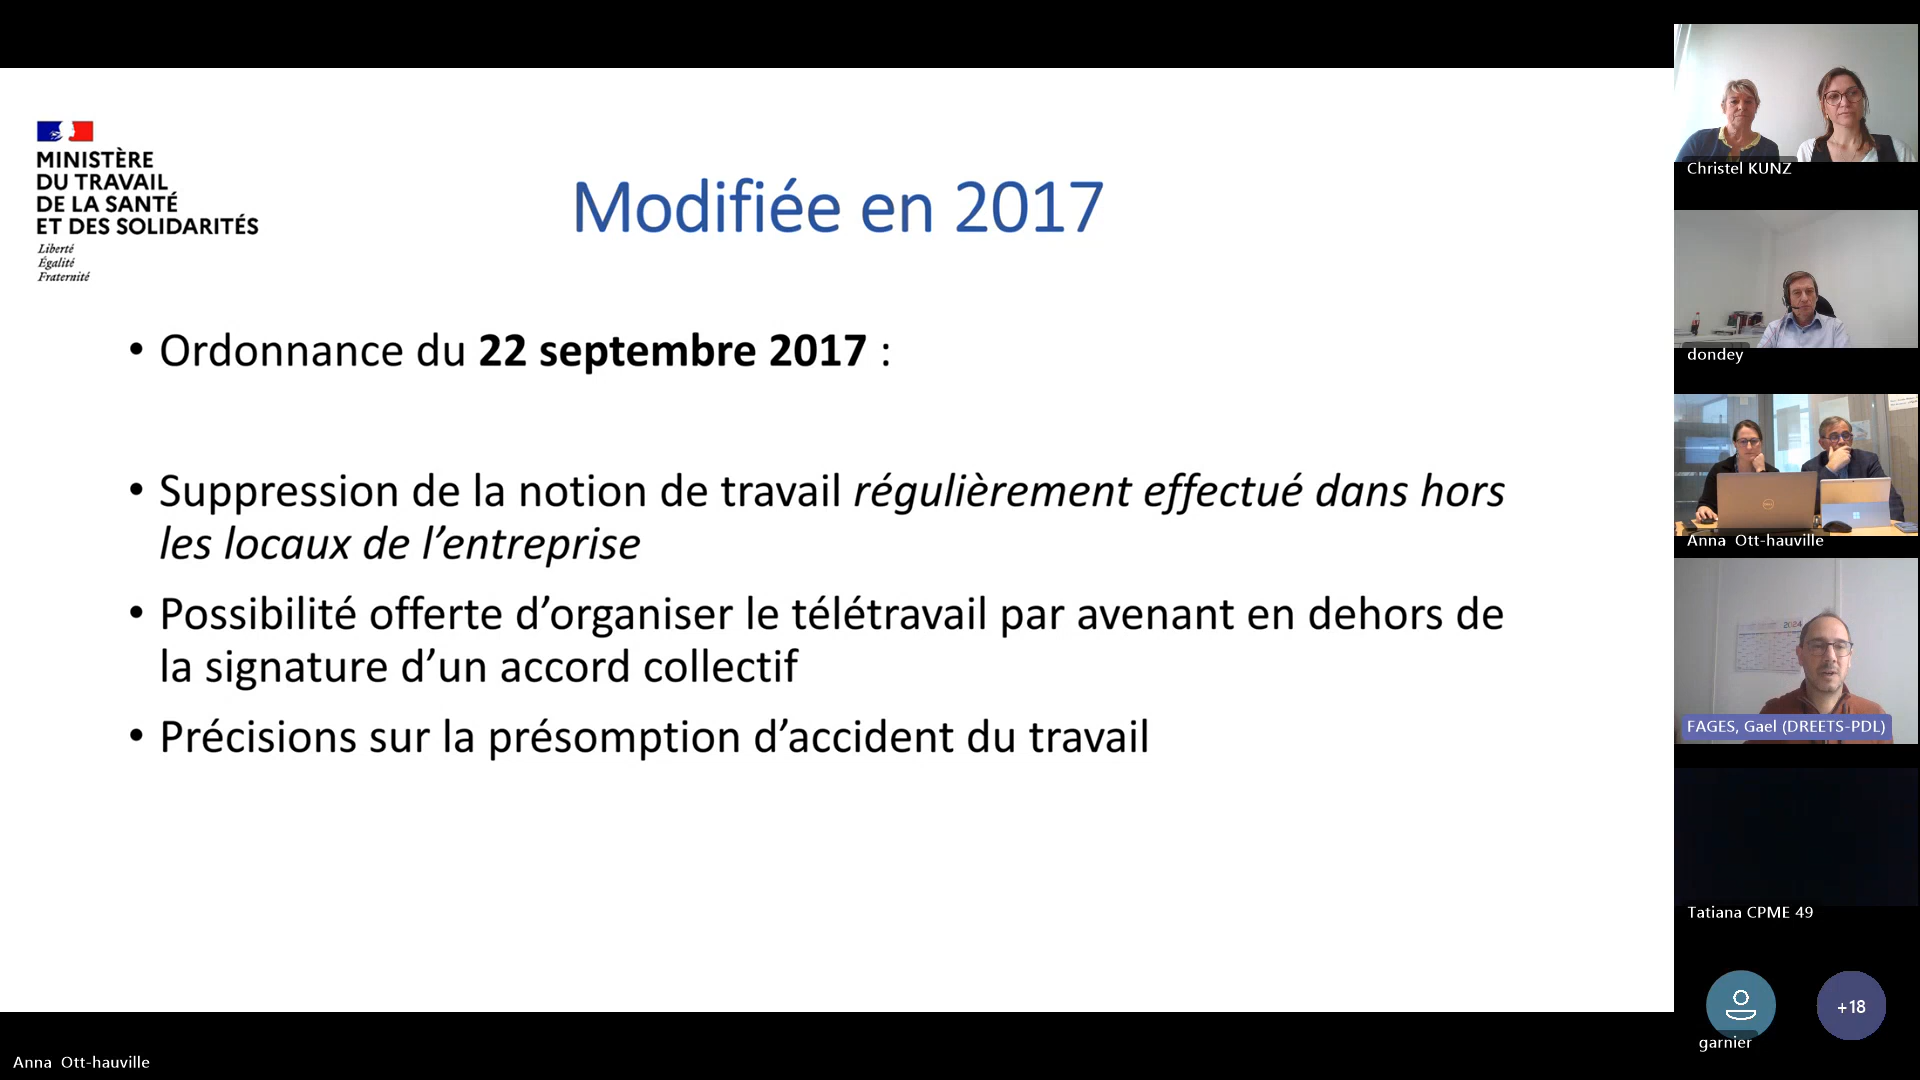 MINISTÈRE
DU TRAVAIL
DE LA SANTÉ
ET DES SOLIDARITÉS
Liberté
Égalité
Fraternité
Modifiée en 2017
• Ordonnance du 22 septembre 2017 :
• Suppression de la notion de travail régulièrement effectué dans hors
les locaux de l’entreprise
• Possibilité offerte d’organiser le télétravail par avenant en dehors de
la signature d’un accord collectif
• Précisions sur la présomption d’accident du travail
Christel KUNZ
dondey
Anna Ott-hauville
2024
FAGES, Gael (DREETS-PDL)
Tatiana CPME 49
garnier
+18
Anna Ott-hauville